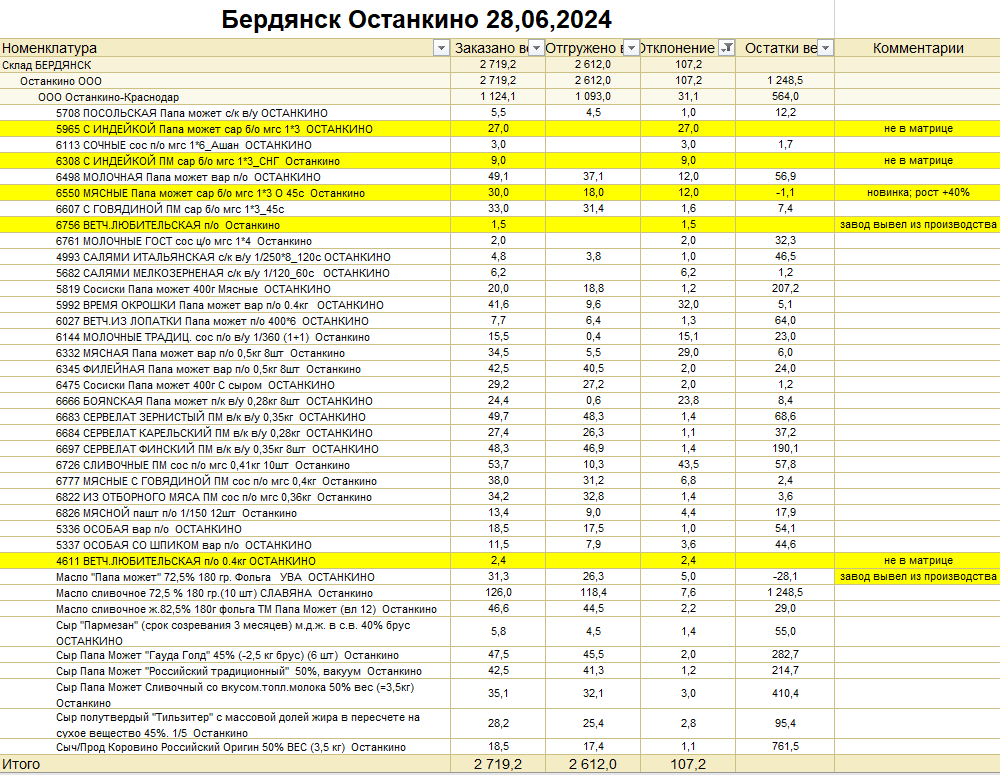 Бердянск Останкино 28,06,2024
Номенклатура Заказано ве Отгружено в Отклонение Остатки ве Комментарии
Склад БЕРДЯНСК 2 719,2 2 612,0 107,2
Останкино ООО 2 719,2 2 612,0 107,2 1 248,5
ООО Останкино-Краснодар 1 124,1 1 093,0 31,1 564,0
5708 ПОСОЛЬСКАЯ Папа может с/к в/у ОСТАНКИНО 5,5 4,5 1,0 12,2
5965 С ИНДЕЙКОЙ Папа может сар б/о мгс 1*3 ОСТАНКИНО 27,0 27,0 не в матрице
6113 СОЧНЫЕ сос п/о мгс 1*6_Ашан ОСТАНКИНО 3,0 3,0 1,7
6308 С ИНДЕЙКОЙ ПМ сар б/о мгс 1*3_СНГ Останкино 9,0 9,0 не в матрице
6498 МОЛОЧНАЯ Папа может вар п/о ОСТАНКИНО 49,1 37,1 12,0 56,9
6550 МЯСНЫЕ Папа может сар б/о мгс 1*3 О 45с Останкино 30,0 18,0 12,0 -1,1 новинка; рост +40%
6607 С ГОВЯДИНОЙ ПМ сар б/о мгс 1*3_45с 33,0 31,4 1,6 7,4
6756 ВЕТЧ.ЛЮБИТЕЛЬСКАЯ п/о Останкино 1,5 1,5 завод вывел из производства
6761 МОЛОЧНЫЕ ГОСТ сос ц/о мгс 1*4 Останкино 2,0 2,0 32,3
4993 САЛЯМИ ИТАЛЬЯНСКАЯ с/к в/у 1/250*8_120с ОСТАНКИНО 4,8 3,8 1,0 46,5
5682 САЛЯМИ МЕЛКОЗЕРНЕНАЯ с/к в/у 1/120_60с ОСТАНКИНО 6,2 6,2 1,2
5819 Сосиски Папа может 400г Мясные ОСТАНКИНО 20,0 18,8 1,2 207,2
5992 ВРЕМЯ ОКРОШКИ Папа может вар п/о 0.4кг ОСТАНКИНО 41,6 9,6 32,0 5,1
6027 ВЕТЧ.ИЗ ЛОПАТКИ Папа может п/о 400*6 ОСТАНКИНО 7,7 6,4 1,3 64,0
6144 МОЛОЧНЫЕ ТРАДИЦ. сос п/о в/у 1/360 (1+1) Останкино 15,5 0,4 15,1 23,0
6332 МЯСНАЯ Папа может вар п/о 0,5кг 8шт Останкино 34,5 5,5 29,0 6,0
6345 ФИЛЕЙНАЯ Папа может вар п/о 0,5кг 8шт Останкино 42,5 40,5 2,0 24,0
6475 Сосиски Папа может 400г С сыром ОСТАНКИНО 29,2 27,2 2,0 1,2
6666 БОЯНСКАЯ Папа может п/к в/у 0,28кг 8шт ОСТАНКИНО 24,4 0,6 23,8 8,4
6683 СЕРВЕЛАТ ЗЕРНИСТЫЙ ПМ в/к в/у 0,35кг ОСТАНКИНО 49,7 48,3 1,4 68,6
6684 СЕРВЕЛАТ КАРЕЛЬСКИЙ ПМ в/к в/у 0,28кг ОСТАНКИНО 27,4 26,3 1,1 37,2
6697 СЕРВЕЛАТ ФИНСКИЙ ПМ в/к в/у 0,35кг 8шт ОСТАНКИНО 48,3 46,9 1,4 190,1
6726 СЛИВОЧНЫЕ ПМ сос п/о мгс 0,41кг 10шт Останкино 53,7 10,3 43,5 57,8
6777 МЯСНЫЕ С ГОВЯДИНОЙ ПМ сос п/о мгс 0,4кг Останкино 38,0 31,2 6,8 2,4
6822 ИЗ ОТБОРНОГО МЯСА ПМ сос п/о мгс 0,36кг Останкино 34,2 32,8 1,4 3,6
6826 МЯСНОЙ пашт п/о 1/150 12шт Останкино 13,4 9,0 4,4 17,9
5336 ОСОБАЯ вар п/о ОСТАНКИНО 18,5 17,5 1,0 54,1
5337 ОСОБАЯ СО ШПИКОМ вар п/о ОСТАНКИНО 11,5 7,9 3,6 44,6
4611 ВЕТЧ.ЛЮБИТЕЛЬСКАЯ п/о 0.4кг ОСТАНКИНО 2,4 2,4 не в матрице
Масло "Папа может" 72,5% 180 гр. Фольга УВА ОСТАНКИНО 31,3 26,3 5,0 -28,1 завод вывел из производства
Масло сливочное 72,5 % 180 гр.(10 шт) СЛАВЯНА Останкино 126,0 118,4 7,6 1 248,5
Масло сливочное ж.82,5% 180г фольга ТМ Папа Может (вл 12) Останкино 46,6 44,5 2,2 29,0
Сыр "Пармезан" (срок созревания 3 месяцев) м.д.ж. в с.в. 40% брус
ОСТАНКИНО 5,8 4,5 1,4 55,0
Сыр Папа Может "Гауда Голд" 45% (-2,5 кг брус) (6 шт) Останкино 47,5 45,5 2,0 282,7
Сыр Папа Может "Российский традиционный" 50%, вакуум Останкино 42,5 41,3 1,2 214,7
Сыр Папа Может Сливочный со вкусом.топл.молока 50% вес (=3,5кг)
Останкино 35,1 32,1 3,0 410,4
Сыр полутвердый "Тильзитер" с массовой долей жира в пересчете на
сухое вещество 45%. 1/5 Останкино 28,2 25,4 2,8 95,4
Сыч/Прод Коровино Российский Оригин 50% ВЕС (3,5 кг) Останкино 18,5 17,4 1,1 761,5
Итого 2 719,2 2 612,0 107,2